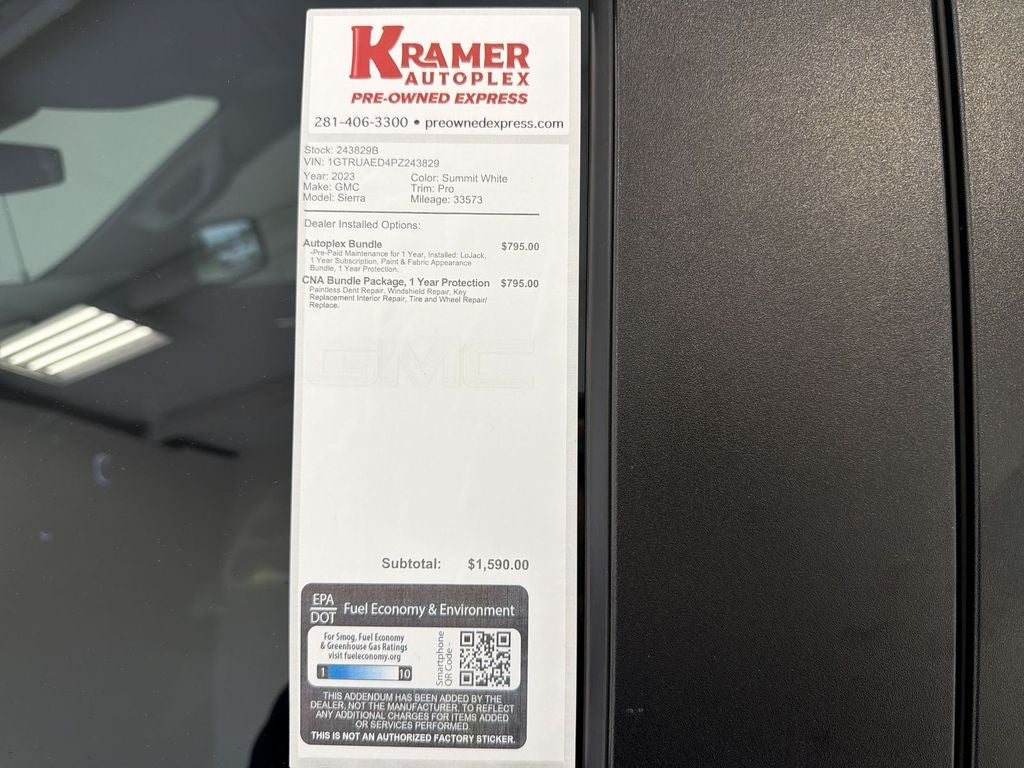 KRAMER
AUTOPLEX
PRE-OWNED EXPRESS
281-406-3300 • preownedexpress.com
Stock: 243829B
VIN: 1GTRUAED4PZ243829
Year: 2023 Color: Summit White
Make: GMC Trim: Pro
Model: Sierra Mileage: 33573
Dealer Installed Options:
Autoplex Bundle $795.00
-Pre-Paid Maintenance for 1 Year, Installed: LoJack,
1 Year Subscription, Paint & Fabric Appearance
Bundle, 1 Year Protection.
CNA Bundle Package, 1 Year Protection $795.00
Paintless Dent Repair, Windshield Repair, Key
Replacement Interior Repair, Tire and Wheel Repair/
Replace.
GMC
Subtotal: $1,590.00
EPA
DOT Fuel Economy & Environment
For Smog, Fuel Economy
& Greenhouse Gas Ratings
visit fueleconomy.org
1 10
Smartphone
QR Code -
THIS ADDENDUM HAS BEEN ADDED BY THE
DEALER, NOT THE MANUFACTURER, TO REFLECT
ANY ADDITIONAL CHARGES FOR ITEMS ADDED
OR SERVICES PERFORMED.
THIS IS NOT AN AUTHORIZED FACTORY STICKER.